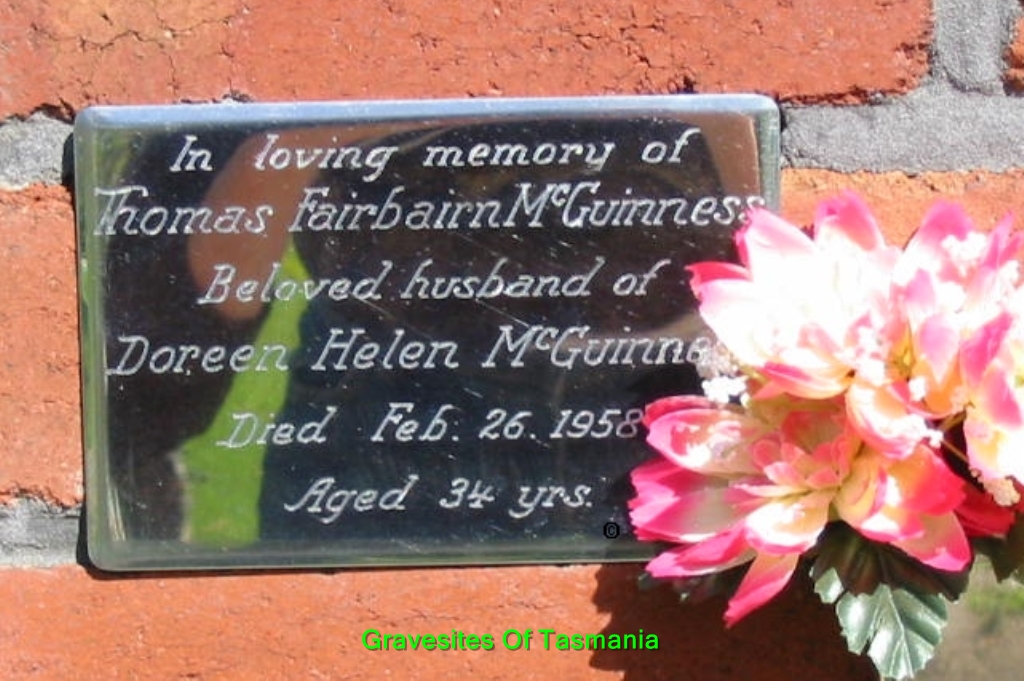 In loving memory of
Thomas Fairbairn McGuinness
Beloved husband of
Doreen Helen McGuinne
Died Feb. 26. 1958
Aged 34 yrs.
©
Gravesites Of Tasmania